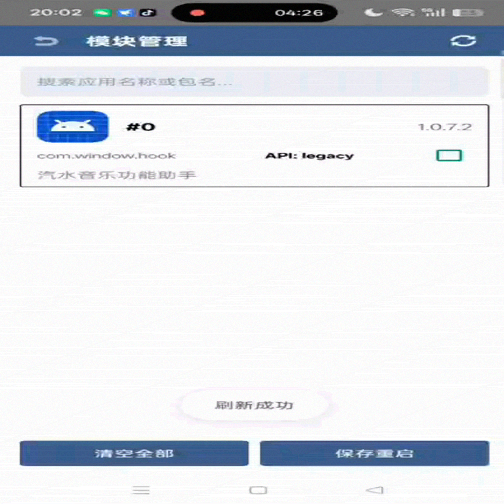 20:02
04:26
模块管理
搜索应用名称或包名...
#0
1.0.7.2
com.window.hook
API: legacy
汽水音乐功能助手
刷新成功
清空全部
保存重启